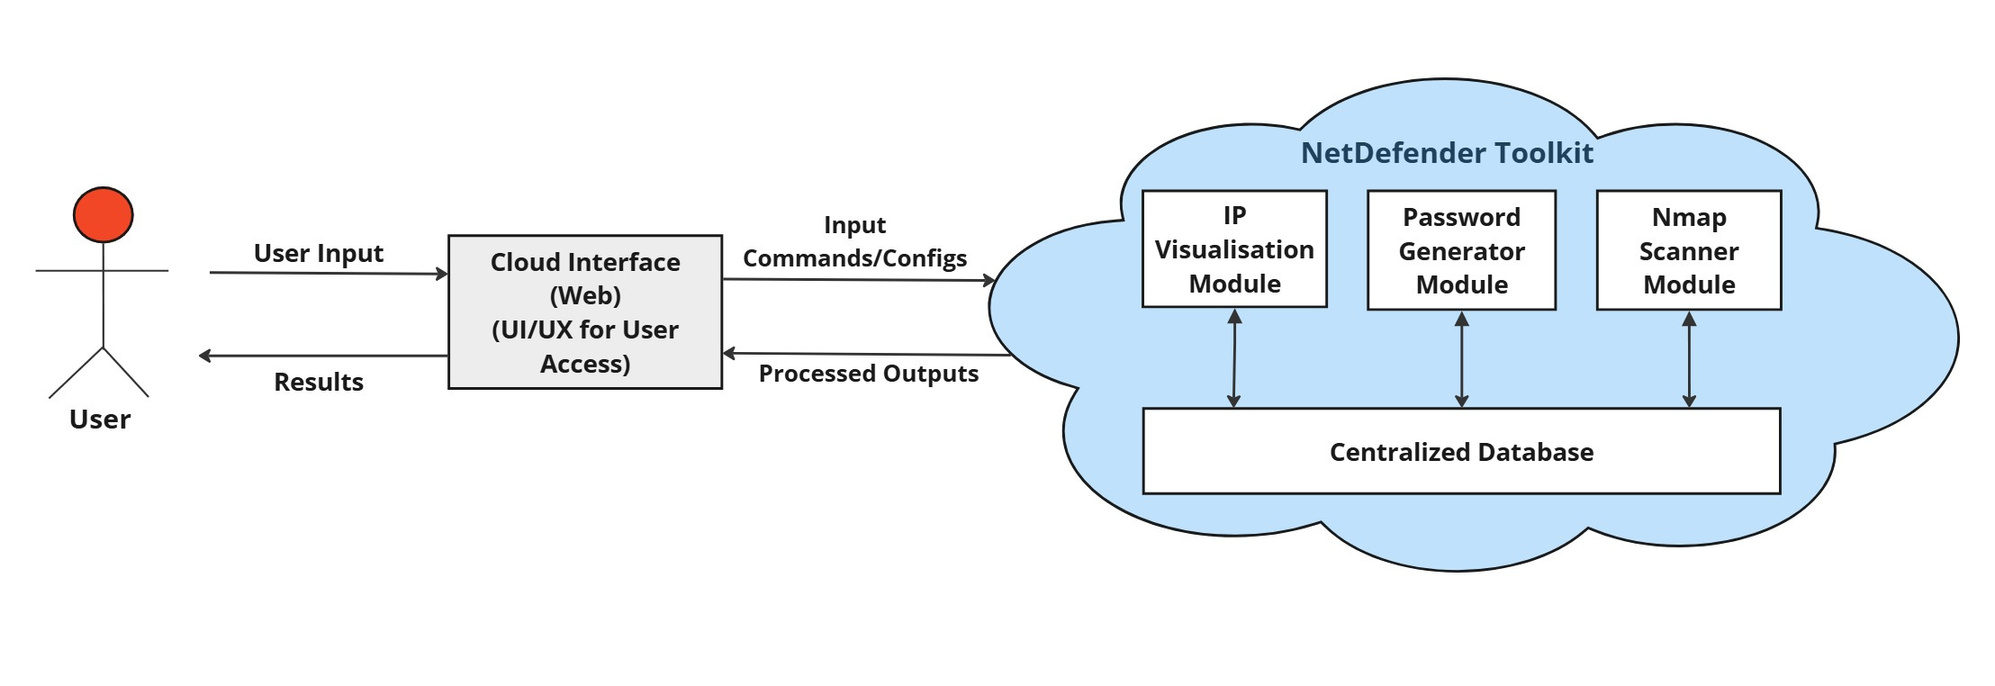 User
User Input
Results
Cloud Interface
(Web)
(UI/UX for User
Access)
Input
Commands/Configs
Processed Outputs
NetDefender Toolkit
IP
Visualisation
Module
Password
Generator
Module
Nmap
Scanner
Module
Centralized Database